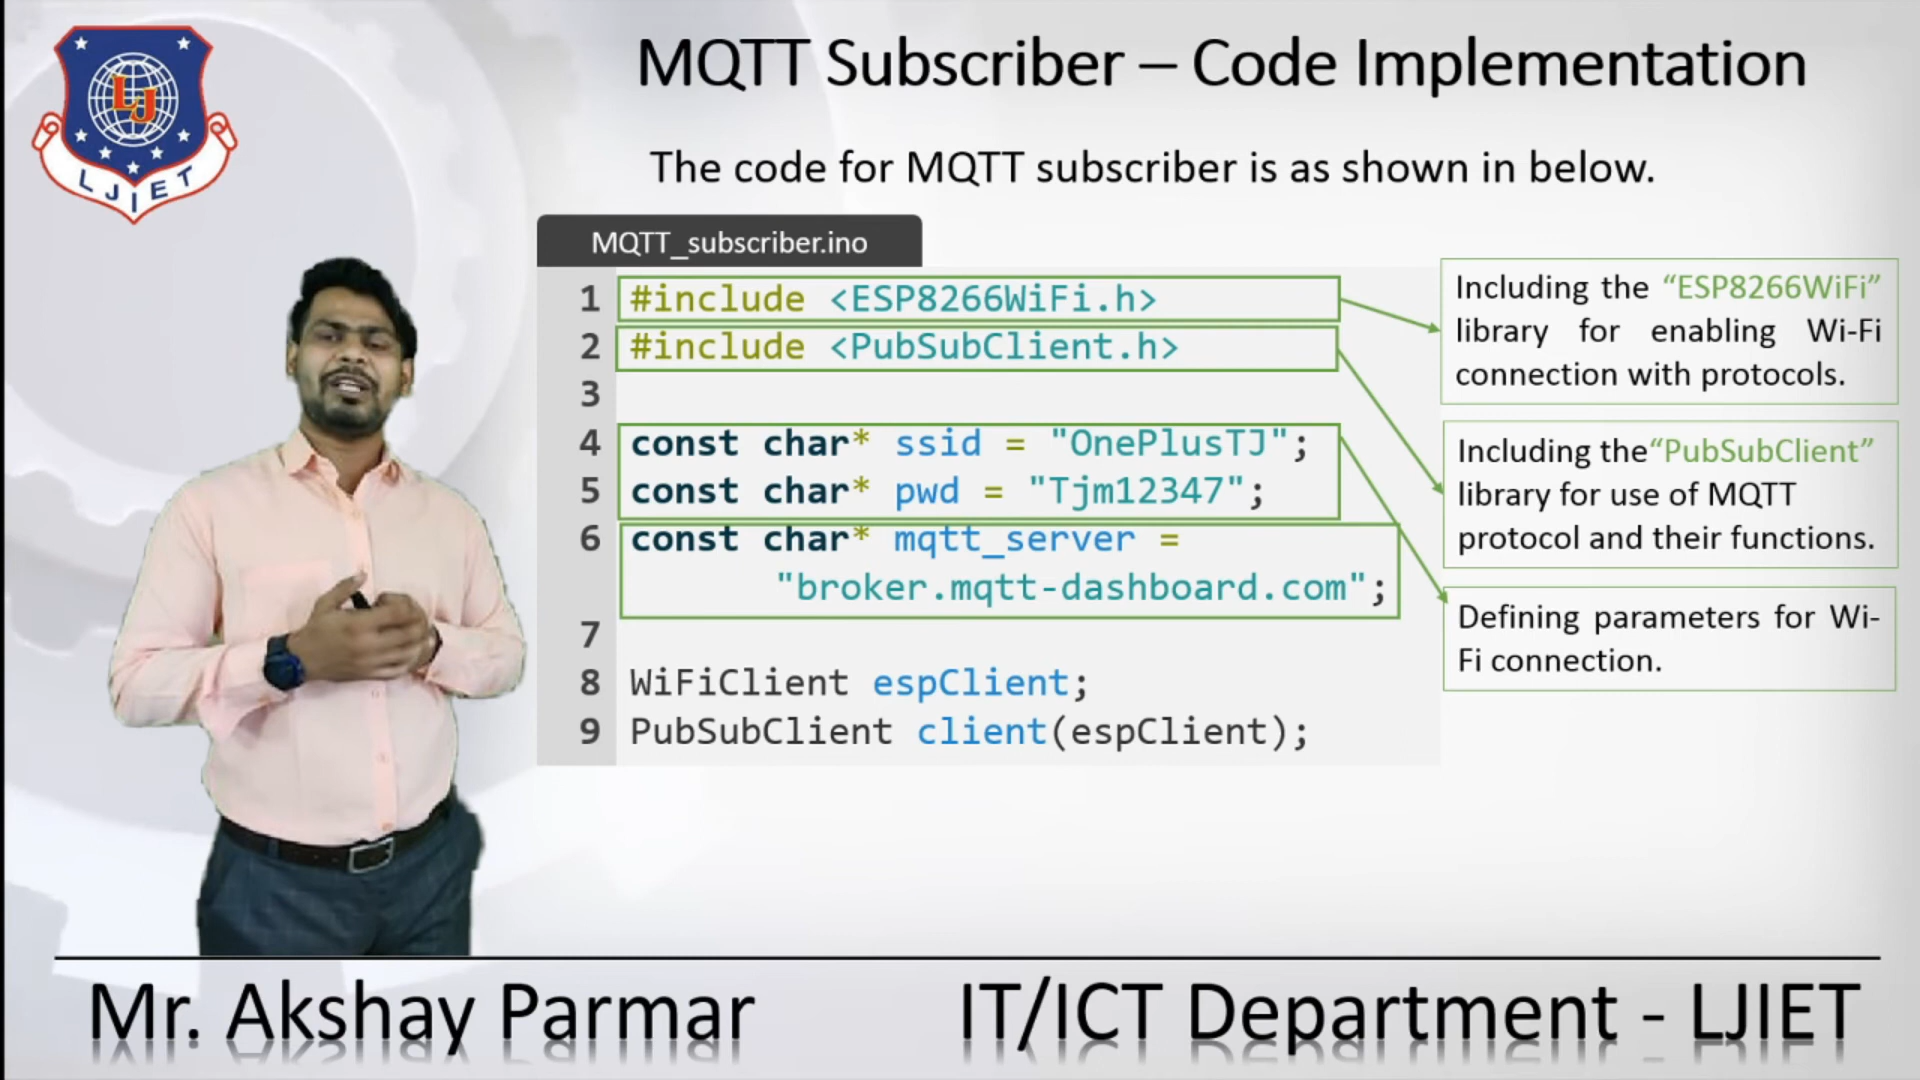 LJ
LJIET
MQTT Subscriber – Code Implementation
The code for MQTT subscriber is as shown in below.
MQTT_subscriber.ino
1 #include <ESP8266WiFi.h>
2 #include <PubSubClient.h>
3
4 const char* ssid = "OnePlusTJ";
5 const char* pwd = "Tjm12347";
6 const char* mqtt_server =
"broker.mqtt-dashboard.com";
7
8 WiFiClient espClient;
9 PubSubClient client(espClient);
Including the “ESP8266WiFi”
library for enabling Wi-Fi
connection with protocols.
Including the“PubSubClient”
library for use of MQTT
protocol and their functions.
Defining parameters for Wi-
Fi connection.
Mr. Akshay Parmar
IT/ICT Department - LJIET